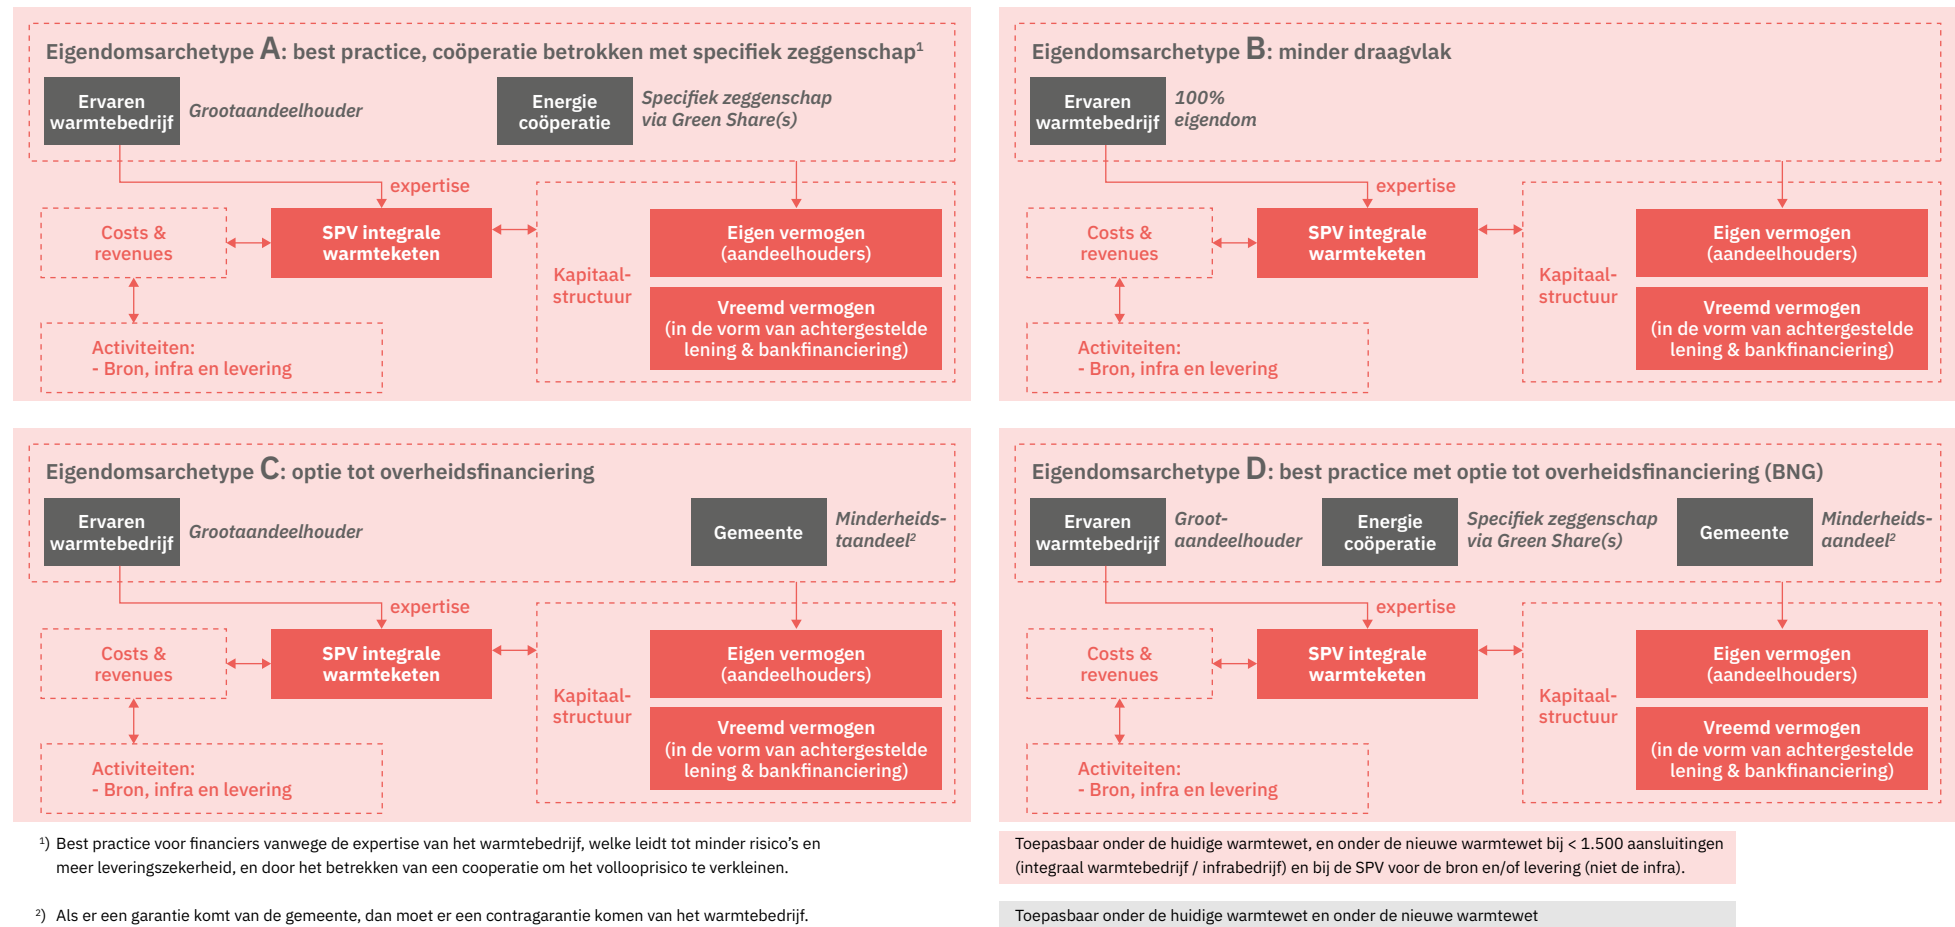 Eigendomsarchetype A: best practice, coöperatie betrokken met specifiek zeggenschap¹
Ervaren
warmtebedrijf
Grootaandeelhouder
Energie
coöperatie
Specifiek zeggenschap
via Green Share(s)
expertise
Costs &
revenues
SPV integrale
warmteketen
Kapitaal-
structuur
Eigen vermogen
(aandeelhouders)
Vreemd vermogen
(in de vorm van achtergestelde
lening & bankfinanciering)
Activiteiten:
- Bron, infra en levering
Eigendomsarchetype B: minder draagvlak
Ervaren
warmtebedrijf
100%
eigendom
expertise
Costs &
revenues
SPV integrale
warmteketen
Kapitaal-
structuur
Eigen vermogen
(aandeelhouders)
Vreemd vermogen
(in de vorm van achtergestelde
lening & bankfinanciering)
Activiteiten:
- Bron, infra en levering
Eigendomsarchetype C: optie tot overheidsfinanciering
Ervaren
warmtebedrijf
Grootaandeelhouder
Gemeente
Minderheids-
taandeel²
expertise
Costs &
revenues
SPV integrale
warmteketen
Kapitaal-
structuur
Eigen vermogen
(aandeelhouders)
Vreemd vermogen
(in de vorm van achtergestelde
lening & bankfinanciering)
Activiteiten:
- Bron, infra en levering
Eigendomsarchetype D: best practice met optie tot overheidsfinanciering (BNG)
Ervaren
warmtebedrijf
Groot-
aandeelhouder
Energie
coöperatie
Specifiek zeggenschap
via Green Share(s)
Gemeente
Minderheids-
aandeel²
expertise
Costs &
revenues
SPV integrale
warmteketen
Kapitaal-
structuur
Eigen vermogen
(aandeelhouders)
Vreemd vermogen
(in de vorm van achtergestelde
lening & bankfinanciering)
Activiteiten:
- Bron, infra en levering
¹) Best practice voor financiers vanwege de expertise van het warmtebedrijf, welke leidt tot minder risico’s en
meer leveringszekerheid, en door het betrekken van een cooperatie om het vollooprisico te verkleinen.
²) Als er een garantie komt van de gemeente, dan moet er een contragarantie komen van het warmtebedrijf.
Toepasbaar onder de huidige warmtewet, en onder de nieuwe warmtewet bij < 1.500 aansluitingen
(integraal warmtebedrijf / infrabedrijf) en bij de SPV voor de bron en/of levering (niet de infra).
Toepasbaar onder de huidige warmtewet en onder de nieuwe warmtewet